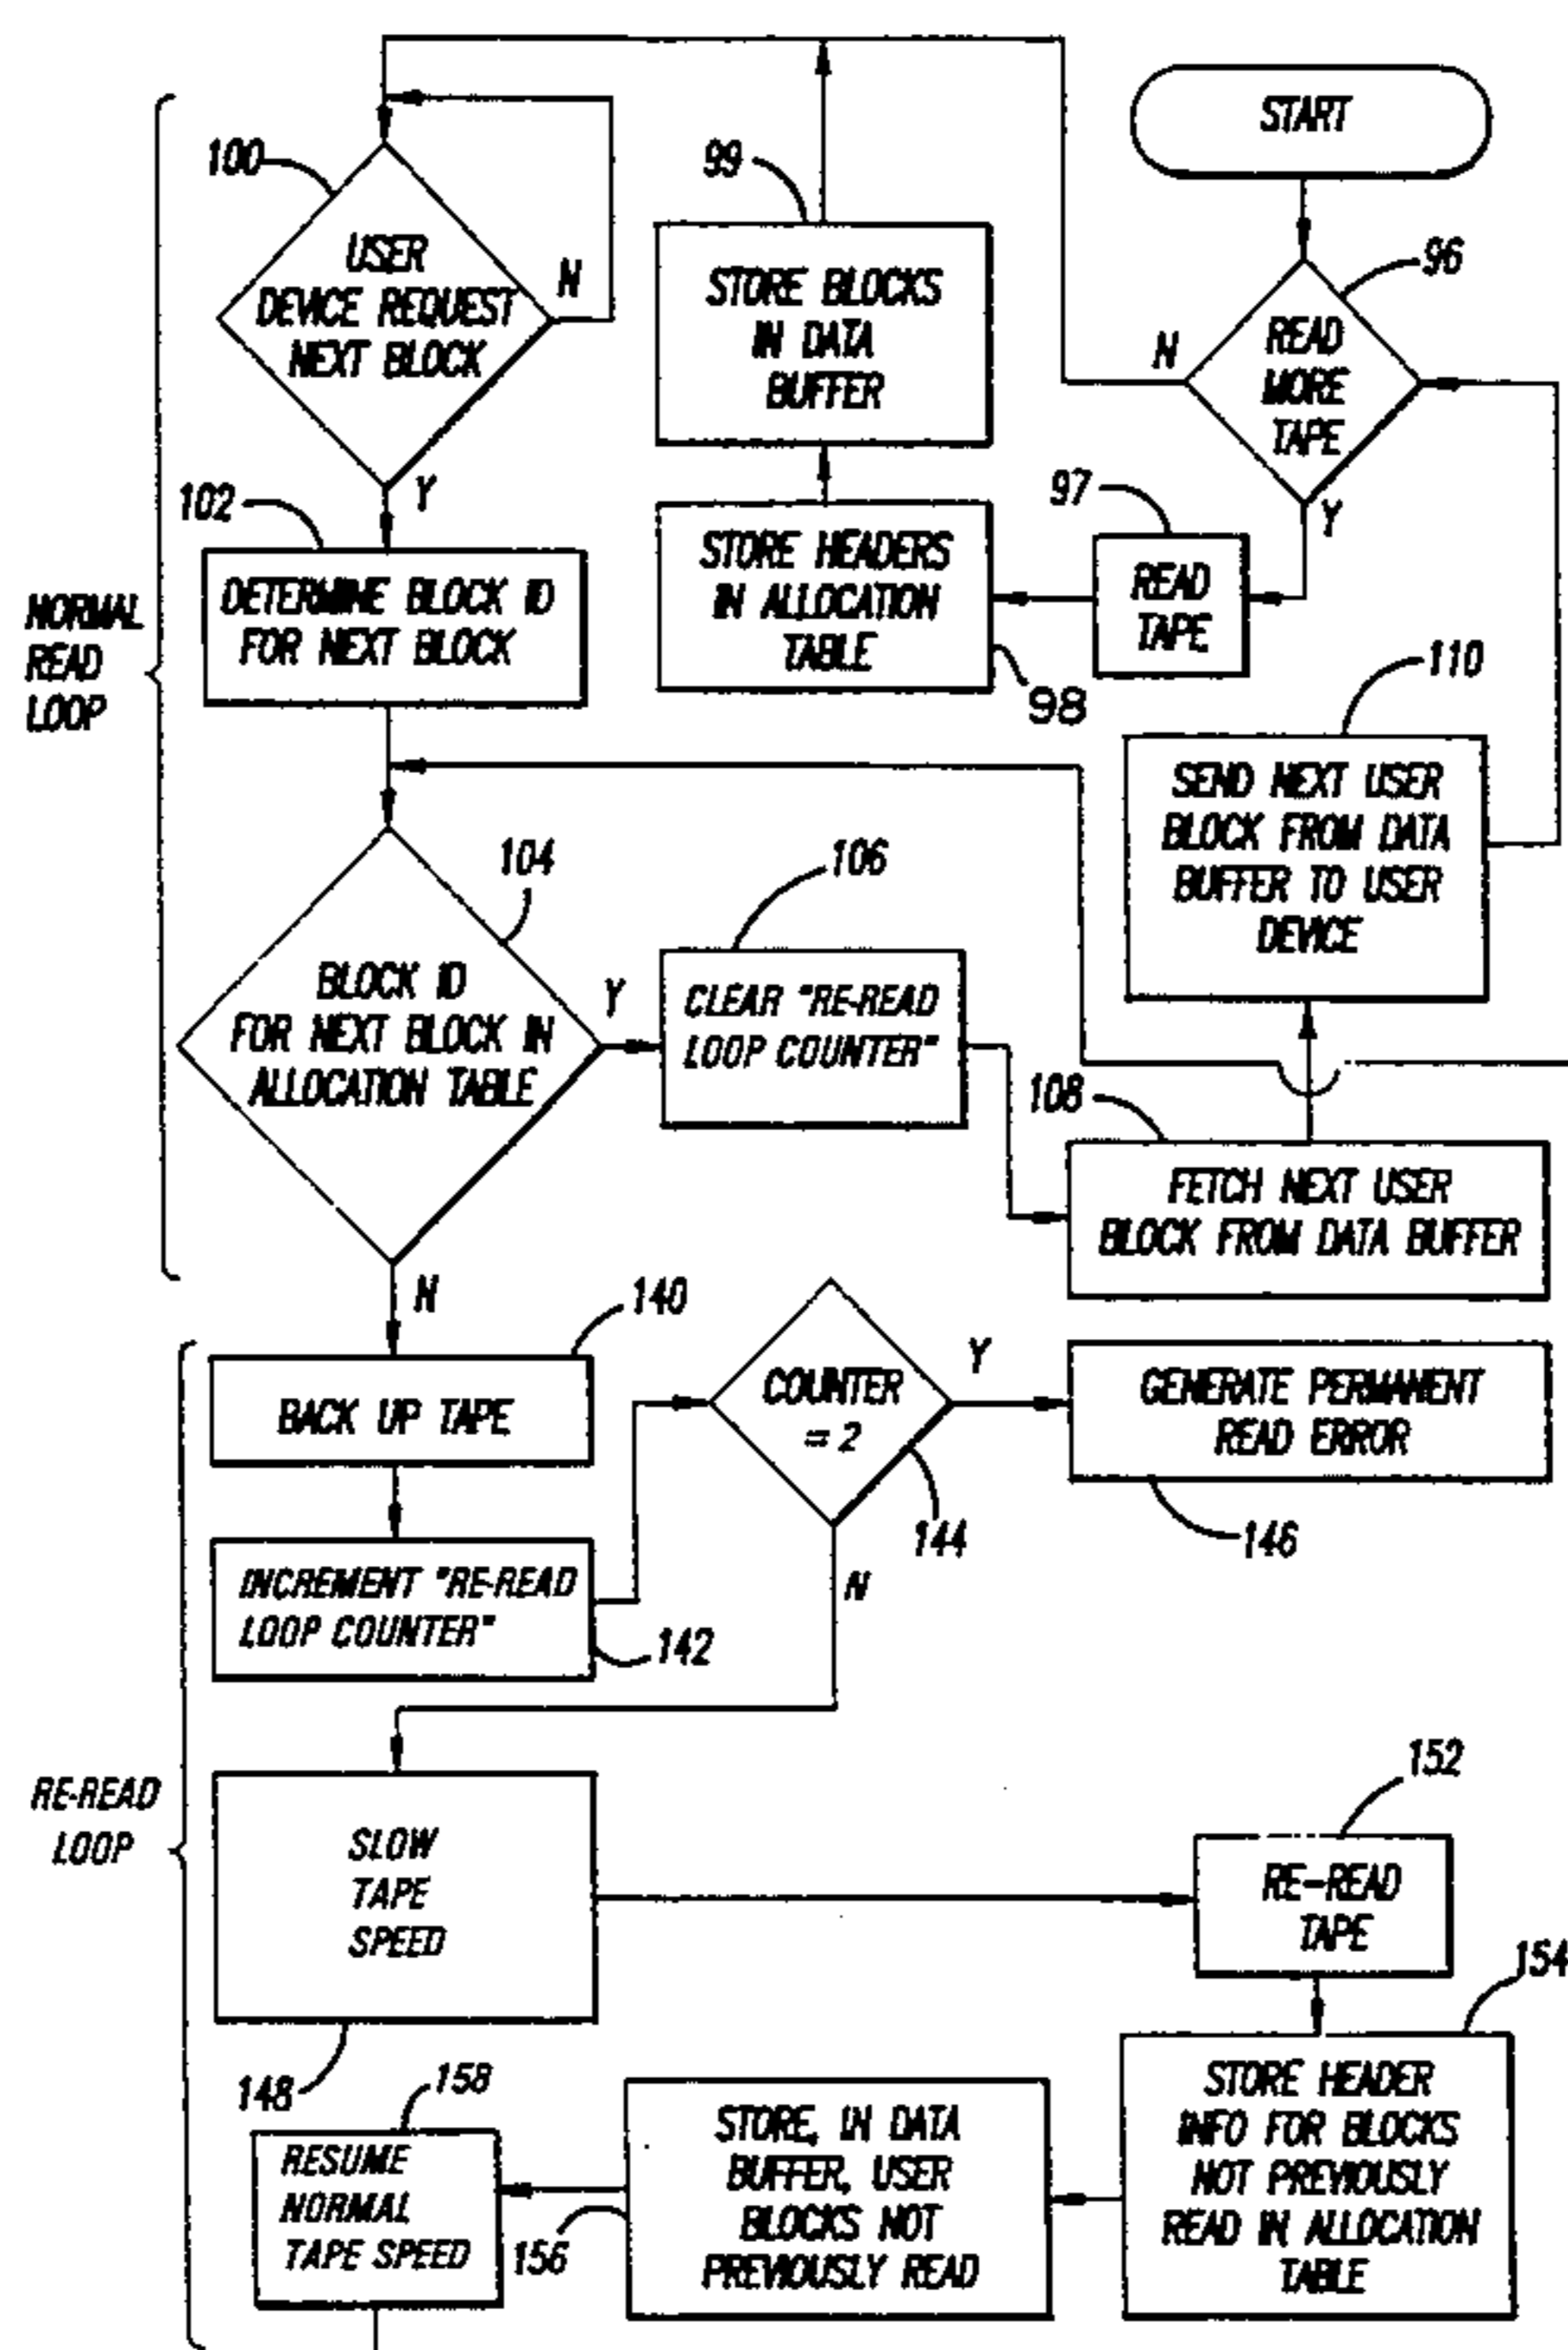 START
96
READ
MORE
TAPE
N
Y
97
READ
TAPE
98
STORE HEADERS
IN ALLOCATION
TABLE
99
STORE BLOCKS
IN DATA
BUFFER
100
USER
DEVICE REQUEST
NEXT BLOCK
N
Y
102
DETERMINE BLOCK ID
FOR NEXT BLOCK
NORMAL
READ
LOOP
104
BLOCK ID
FOR NEXT BLOCK IN
ALLOCATION TABLE
Y
N
106
CLEAR "RE-READ
LOOP COUNTER"
108
FETCH NEXT USER
BLOCK FROM DATA BUFFER
110
SEND NEXT USER
BLOCK FROM DATA
BUFFER TO USER
DEVICE
140
BACK UP TAPE
142
INCREMENT "RE-READ
LOOP COUNTER"
144
COUNTER
= 2
Y
N
146
GENERATE PERMANENT
READ ERROR
RE-READ
LOOP
148
SLOW
TAPE
SPEED
152
RE-READ
TAPE
154
STORE HEADER
INFO FOR BLOCKS
NOT PREVIOUSLY
READ IN ALLOCATION
TABLE
156
STORE, IN DATA
BUFFER, USER
BLOCKS NOT
PREVIOUSLY READ
158
RESUME
NORMAL
TAPE SPEED